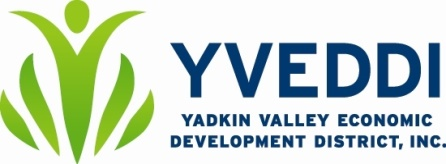 YVEDDI
YADKIN VALLEY ECONOMIC
DEVELOPMENT DISTRICT, INC.